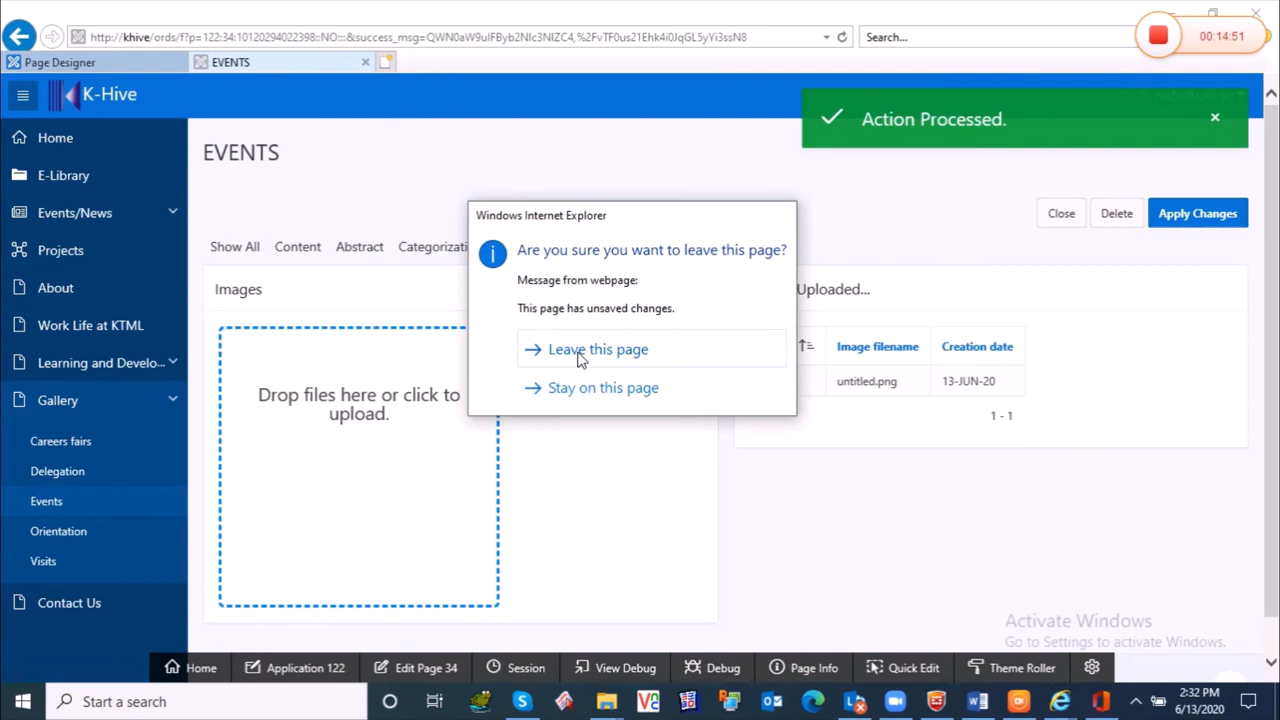 http://khive/ords/f?p=122:34:10120294022398::NO:::&success_msg=QWN0aW9uIFByb2Nlc3NlZC4,%2FvTF0us21Ehk4i0JqGL5yYi3ssN8
Search...
00:14:51
Page Designer
EVENTS
K-Hive
Action Processed.
Home
E-Library
Events/News
Projects
About
Work Life at KTML
Learning and Develo...
Gallery
Careers fairs
Delegation
Events
Orientation
Visits
Contact Us
EVENTS
Close
Delete
Apply Changes
Show All
Content
Abstract
Categorizati
Images
Drop files here or click to
upload.
Windows Internet Explorer
Are you sure you want to leave this page?
Message from webpage:
This page has unsaved changes.
Leave this page
Stay on this page
Uploaded...
Image filename
Creation date
untitled.png
13-JUN-20
1 - 1
Activate Windows
Go to Settings to activate Windows.
Home
Application 122
Edit Page 34
Session
View Debug
Debug
Page Info
Quick Edit
Theme Roller
Start a search
2:32 PM
6/13/2020